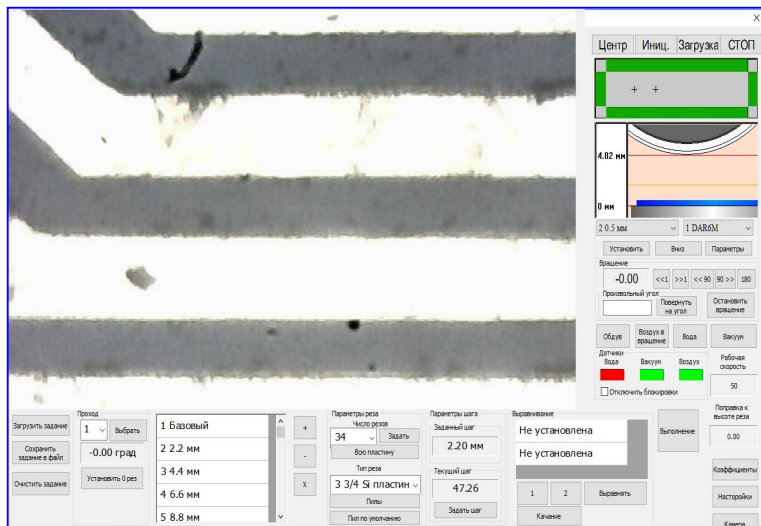 X
Центр Иниц. Загрузка СТОП
4.82 мм
0 мм
2 0.5 мм 1 DAR6M
Установить Вниз Параметры
Вращение
-0.00 <<1 >>1 <<90 90>> 180
Произвольный угол
Повернуть на угол
Остановить вращение
Обдув Воздух в вращение Вода Вакуум
Датчики
Вода Вакуум Воздух
Рабочая скорость
50
Отключить блокировки
Поправка к высоте реза
0.00
Коэффициенты
Насторойки
Камера
Загрузить задание
Сохранить задание в файл
Очистить задание
Проход
1 Выбрать
-0.00 град
Установить 0 рез
1 Базовый
2 2.2 мм
3 4.4 мм
4 6.6 мм
5 8.8 мм
+
-
X
Параметры реза
Число резов
34 Задать
Всю пластину
Тип реза
3 3/4 Si пластин
Пилы
Пил по умолчанию
Параметры шага
Заданный шаг
2.20 мм
Текущий шаг
47.26
Задать шаг
Выравнивание
Не установлена
Не установлена
1 2 Выравнять
Качание
Выполнение